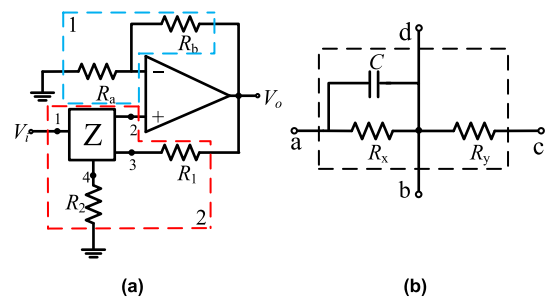 1
R_b
R_a
−
+
V_o
V_i
1
Z
2
3
4
R_1
R_2
2
(a)
d
C
a
R_x
R_y
c
b
(b)